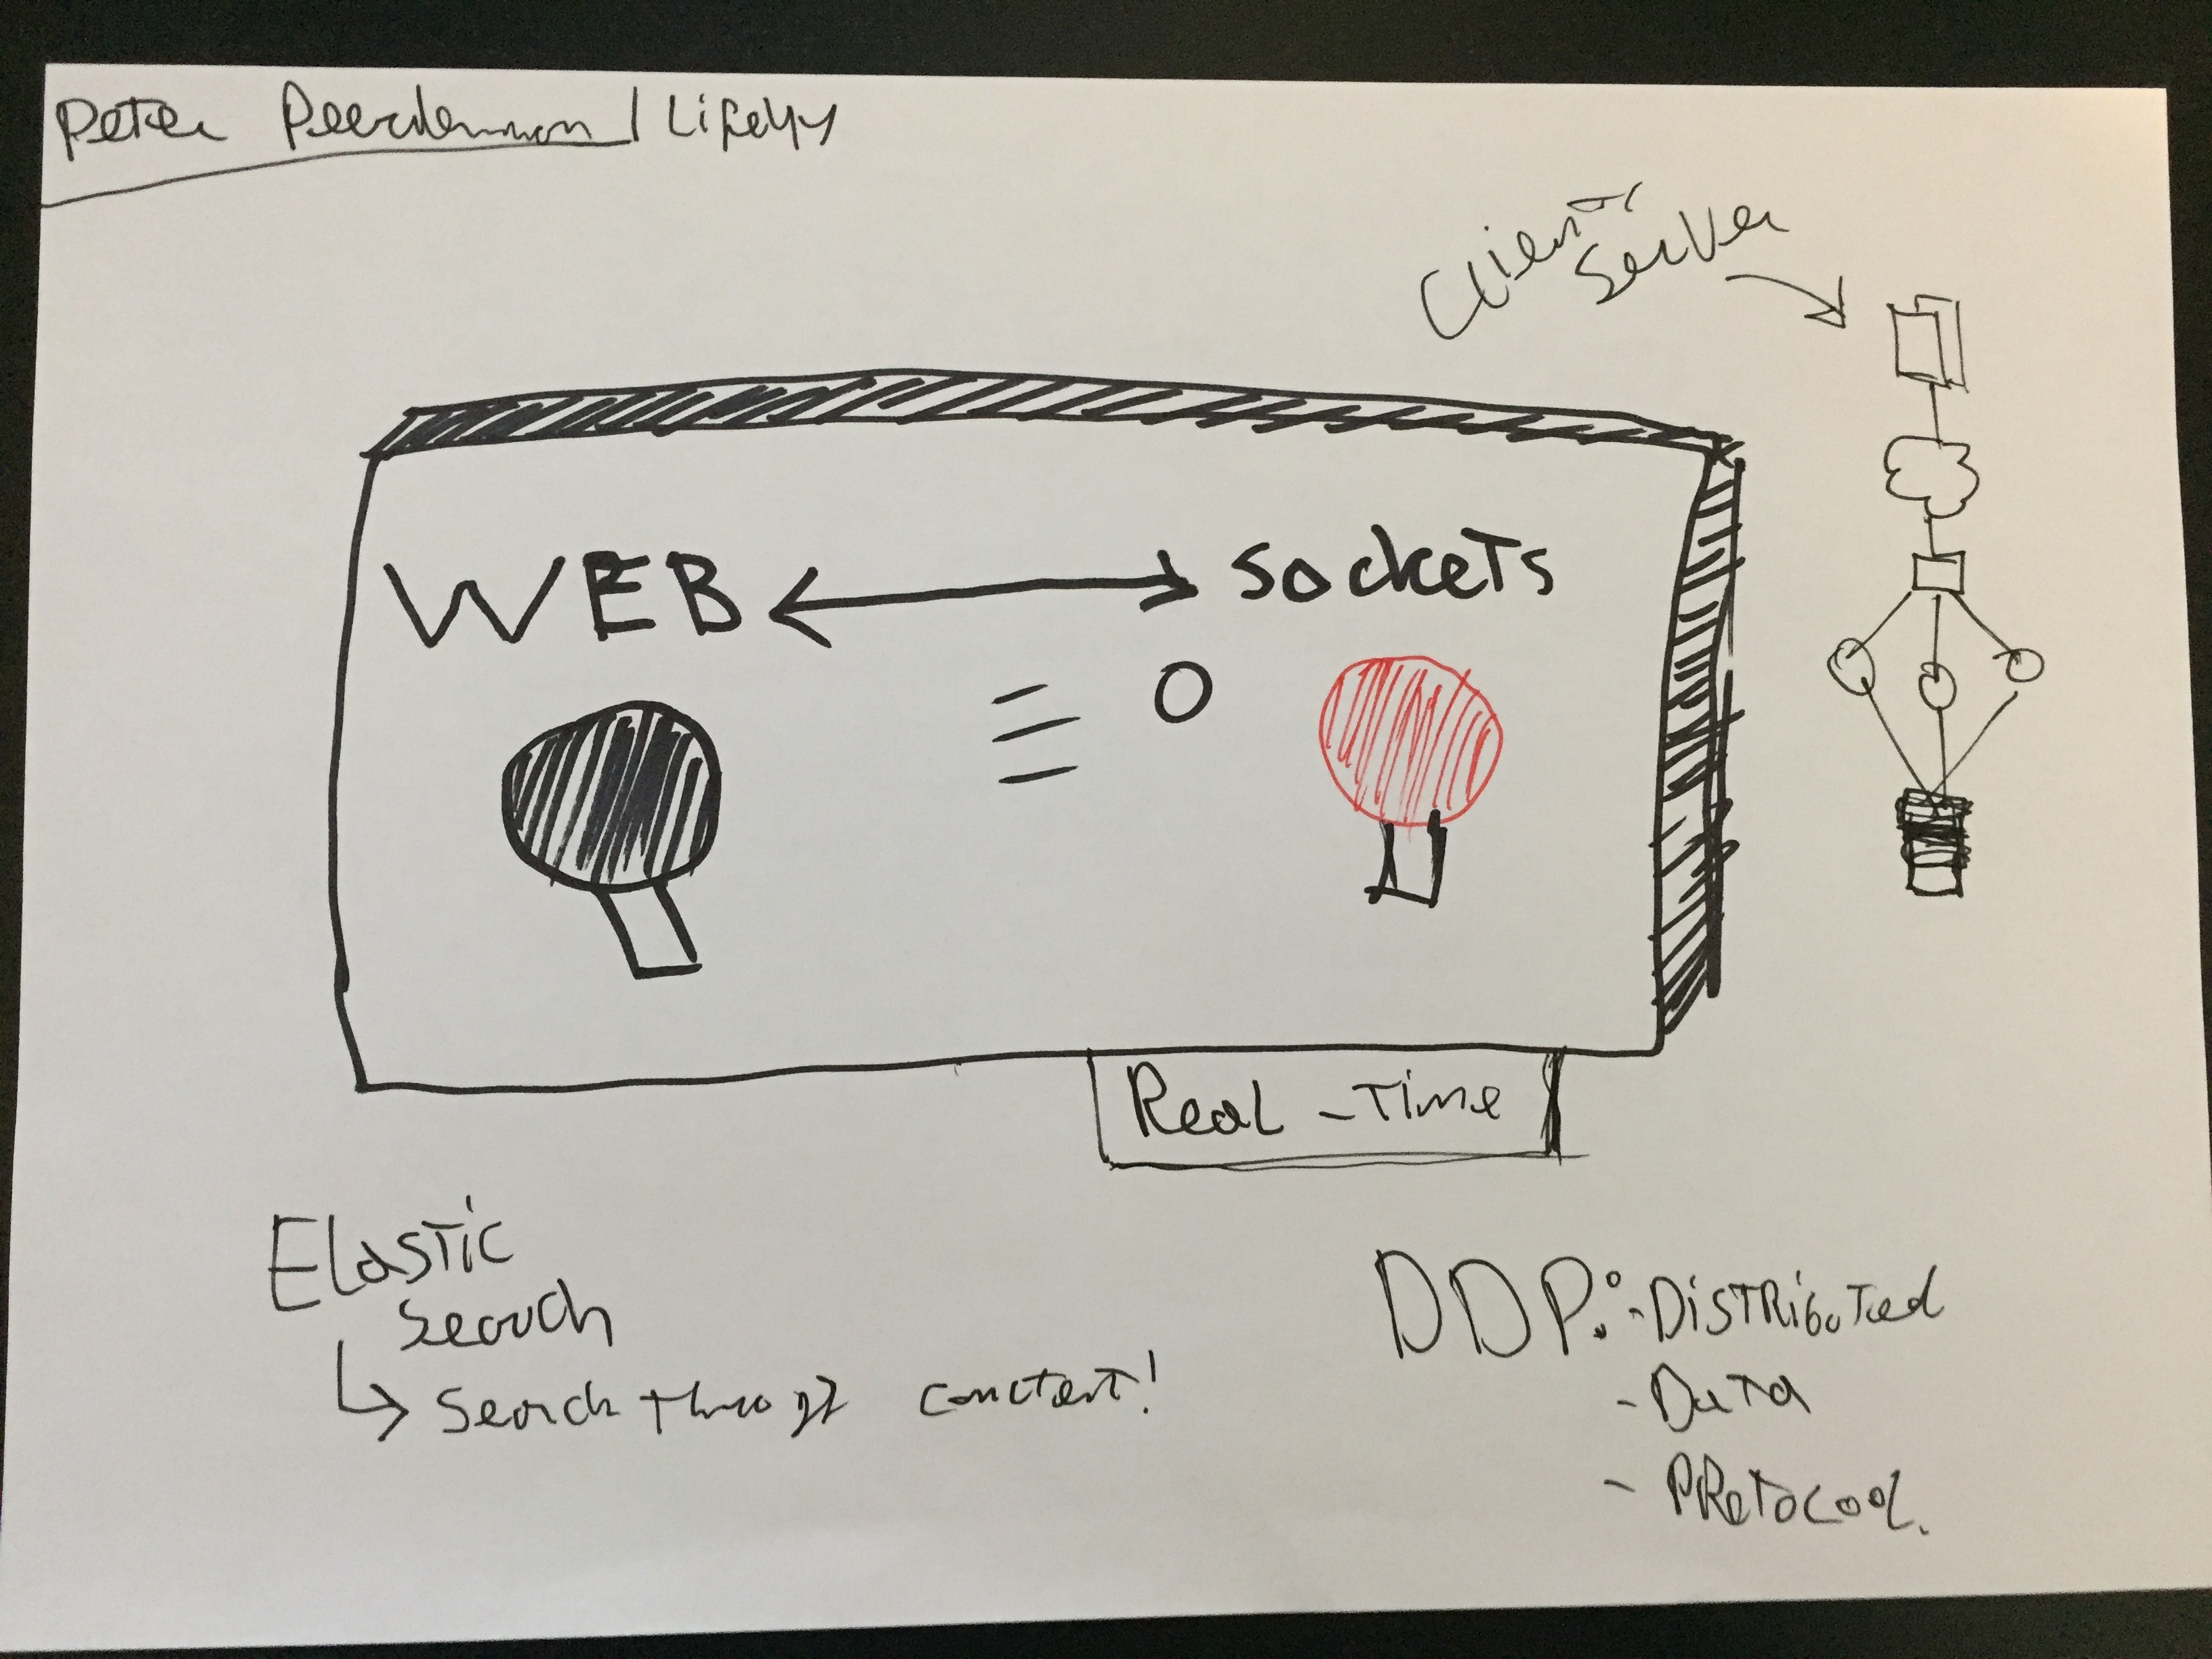 Peter Peerdeman | Lifely
Client
Server
WEB sockets
Real-Time
Elastic
Search
Search through content!
DDP: - Distributed
- Data
- PRotocool.